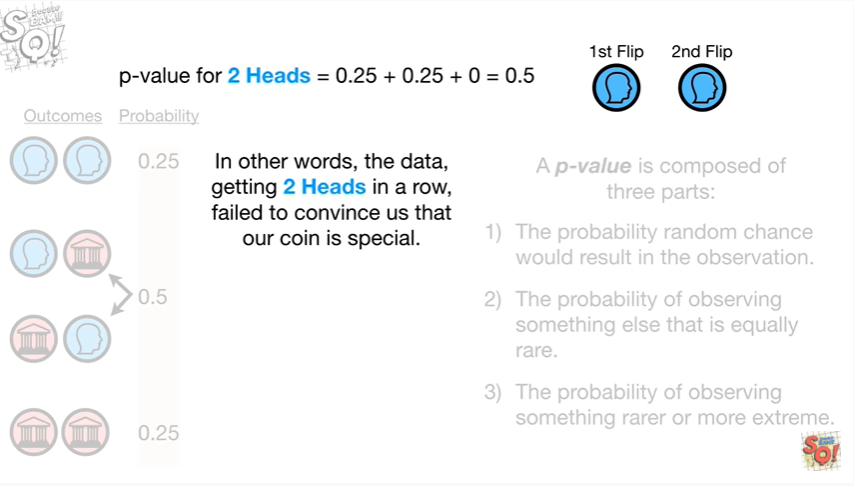 SQ!
1st Flip 2nd Flip
p-value for 2 Heads = 0.25 + 0.25 + 0 = 0.5
Outcomes Probability
0.25
In other words, the data,
getting 2 Heads in a row,
failed to convince us that
our coin is special.
0.5
0.25
A p-value is composed of
three parts:
1) The probability random chance
would result in the observation.
2) The probability of observing
something else that is equally
rare.
3) The probability of observing
something rarer or more extreme.
SQ!